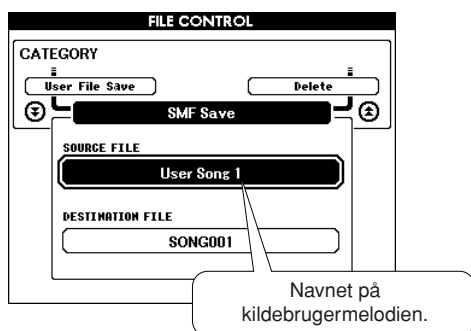 FILE CONTROL
CATEGORY
User File Save
Delete
SMF Save
SOURCE FILE
User Song 1
DESTINATION FILE
SONG001
Navnet på
kildebrugermelodien.